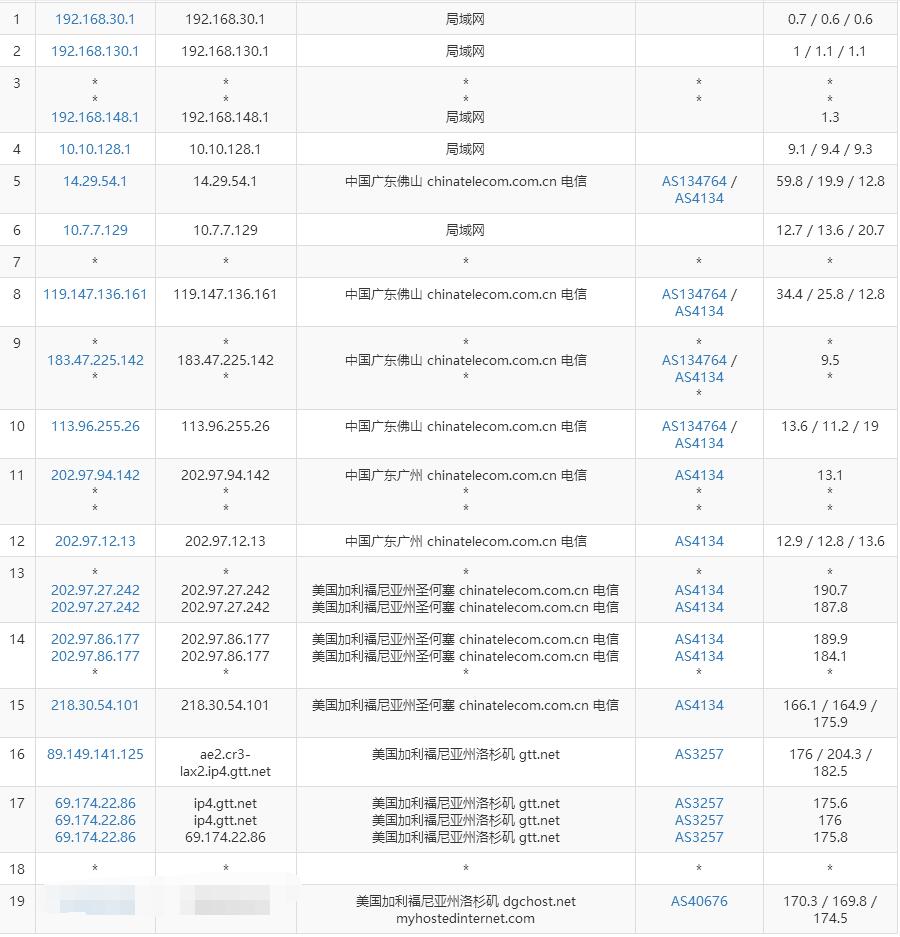 1 192.168.30.1 192.168.30.1 局域网 0.7 / 0.6 / 0.6
2 192.168.130.1 192.168.130.1 局域网 1 / 1.1 / 1.1
3 * * * * *
* * * * *
192.168.148.1 192.168.148.1 局域网 1.3
4 10.10.128.1 10.10.128.1 局域网 9.1 / 9.4 / 9.3
5 14.29.54.1 14.29.54.1 中国广东佛山 chinatelecom.com.cn 电信 AS134764 / 59.8 / 19.9 / 12.8
AS4134
6 10.7.7.129 10.7.7.129 局域网 12.7 / 13.6 / 20.7
7 * * * * *
8 119.147.136.161 119.147.136.161 中国广东佛山 chinatelecom.com.cn 电信 AS134764 / 34.4 / 25.8 / 12.8
AS4134
9 * * * * *
183.47.225.142 183.47.225.142 中国广东佛山 chinatelecom.com.cn 电信 AS134764 / 9.5
* * * AS4134 *
*
10 113.96.255.26 113.96.255.26 中国广东佛山 chinatelecom.com.cn 电信 AS134764 / 13.6 / 11.2 / 19
AS4134
11 202.97.94.142 202.97.94.142 中国广东广州 chinatelecom.com.cn 电信 AS4134 13.1
* * * * *
* * * * *
12 202.97.12.13 202.97.12.13 中国广东广州 chinatelecom.com.cn 电信 AS4134 12.9 / 12.8 / 13.6
13 * * * * *
202.97.27.242 202.97.27.242 美国加利福尼亚州圣何塞 chinatelecom.com.cn 电信 AS4134 190.7
202.97.27.242 202.97.27.242 美国加利福尼亚州圣何塞 chinatelecom.com.cn 电信 AS4134 187.8
14 202.97.86.177 202.97.86.177 美国加利福尼亚州圣何塞 chinatelecom.com.cn 电信 AS4134 189.9
202.97.86.177 202.97.86.177 美国加利福尼亚州圣何塞 chinatelecom.com.cn 电信 AS4134 184.1
* * * * *
15 218.30.54.101 218.30.54.101 美国加利福尼亚州圣何塞 chinatelecom.com.cn 电信 AS4134 166.1 / 164.9 /
175.9
16 89.149.141.125 ae2.cr3- 美国加利福尼亚州洛杉矶 gtt.net AS3257 176 / 204.3 /
lax2.ip4.gtt.net 182.5
17 69.174.22.86 ip4.gtt.net 美国加利福尼亚州洛杉矶 gtt.net AS3257 175.6
69.174.22.86 ip4.gtt.net 美国加利福尼亚州洛杉矶 gtt.net AS3257 176
69.174.22.86 69.174.22.86 美国加利福尼亚州洛杉矶 gtt.net AS3257 175.8
18 * * * * *
19 美国加利福尼亚州洛杉矶 dgchost.net AS40676 170.3 / 169.8 /
myhostedinternet.com 174.5